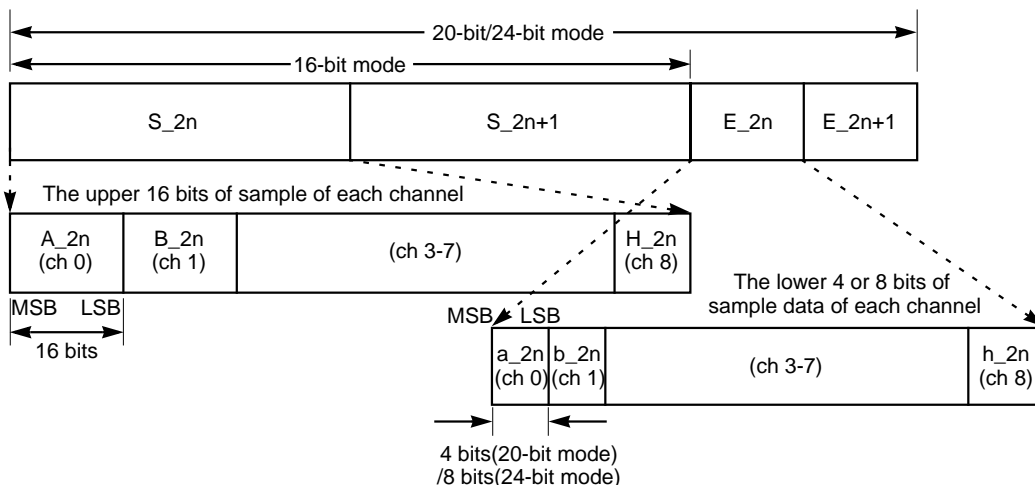 20-bit/24-bit mode
16-bit mode
S_2n
S_2n+1
E_2n
E_2n+1
The upper 16 bits of sample of each channel
A_2n
(ch 0)
B_2n
(ch 1)
(ch 3-7)
H_2n
(ch 8)
MSB
LSB
16 bits
The lower 4 or 8 bits of
sample data of each channel
MSB
LSB
a_2n
(ch 0)
b_2n
(ch 1)
(ch 3-7)
h_2n
(ch 8)
4 bits(20-bit mode)
/8 bits(24-bit mode)